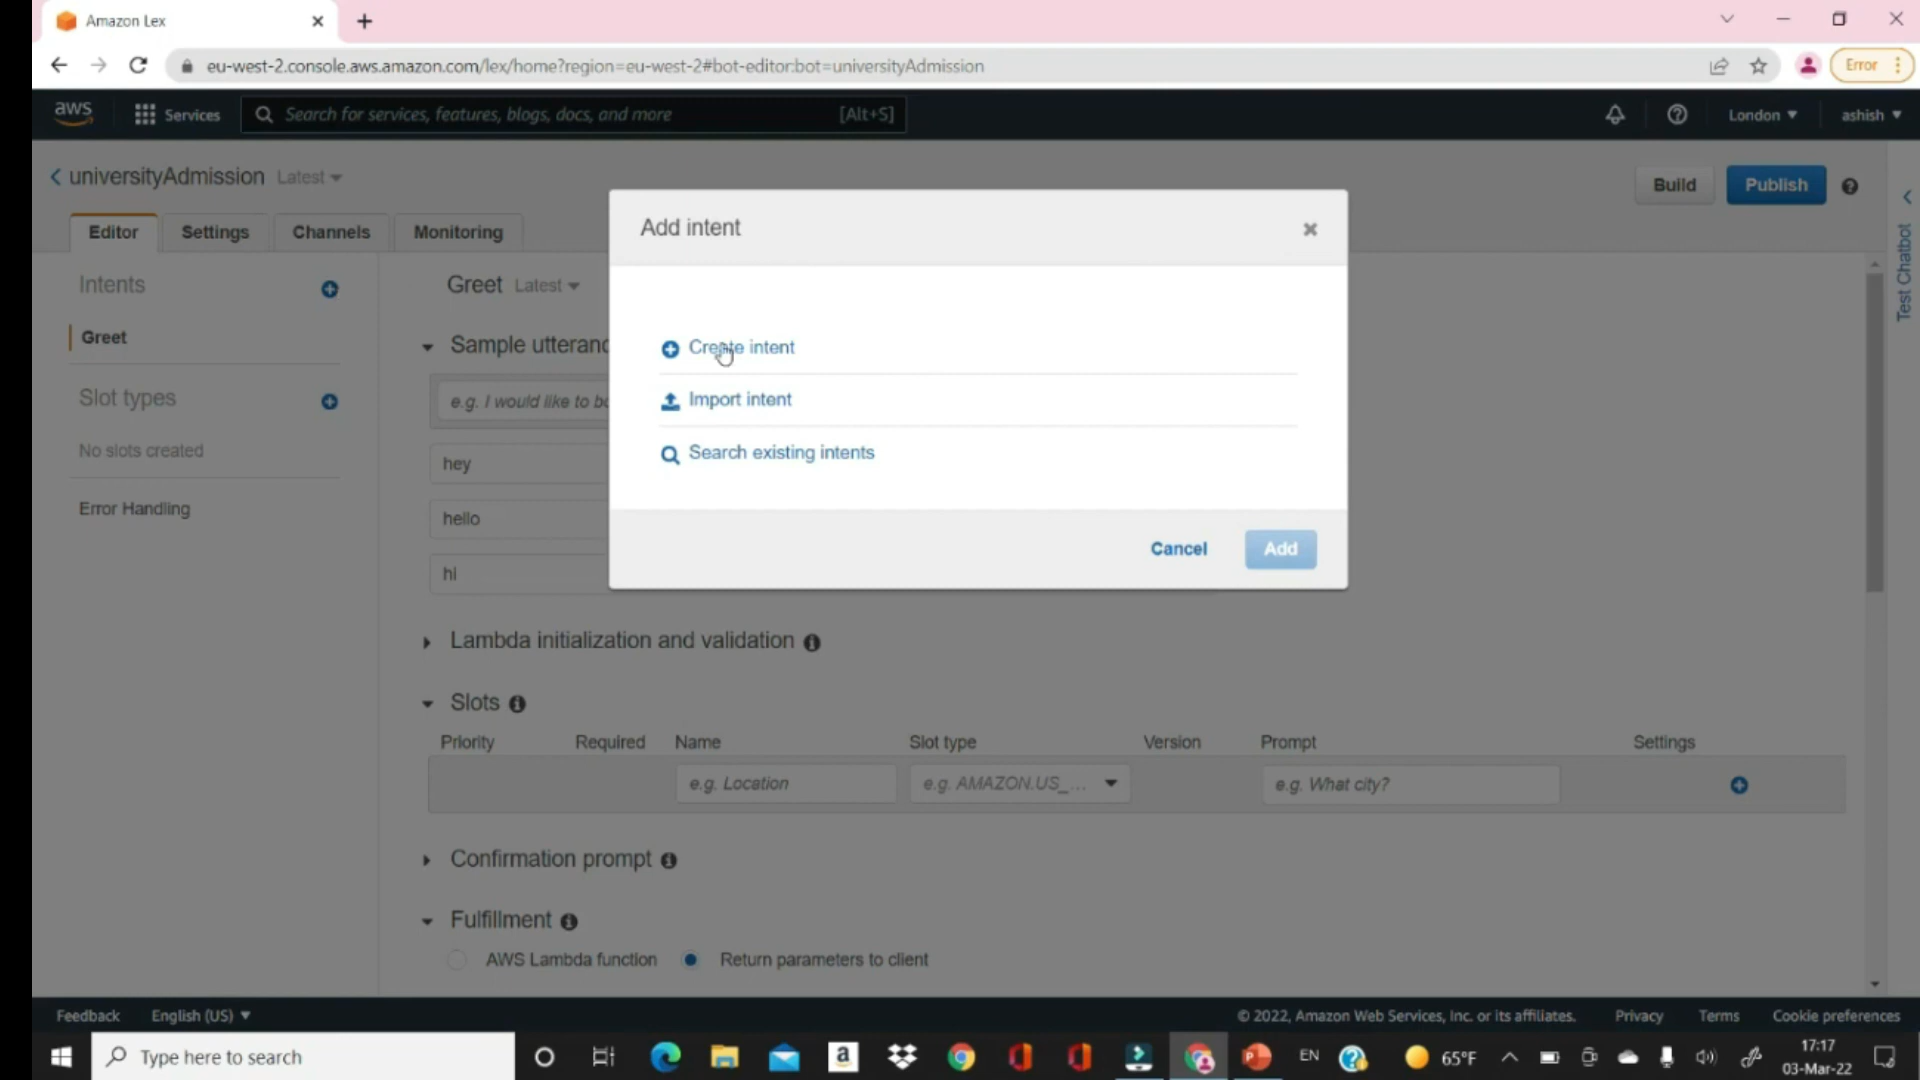 Amazon Lex
eu-west-2.console.aws.amazon.com/lex/home?region=eu-west-2#bot-editor:bot=universityAdmission
Error
aws
Services
Search for services, features, blogs, docs, and more
[Alt+S]
London
ashish
universityAdmission
Latest
Build
Publish
Editor
Settings
Channels
Monitoring
Test Chatbot
Intents
Greet
Slot types
No slots created
Error Handling
Greet
Latest
Sample utteranc
e.g. I would like to bo
hey
hello
hi
Add intent
Create intent
Import intent
Search existing intents
Cancel
Add
Lambda initialization and validation
Slots
Priority
Required
Name
Slot type
Version
Prompt
Settings
e.g. Location
e.g. AMAZON.US_...
e.g. What city?
Confirmation prompt
Fulfillment
AWS Lambda function
Return parameters to client
Feedback
English (US)
© 2022, Amazon Web Services, Inc. or its affiliates.
Privacy
Terms
Cookie preferences
Type here to search
EN
65°F
17:17
03-Mar-22